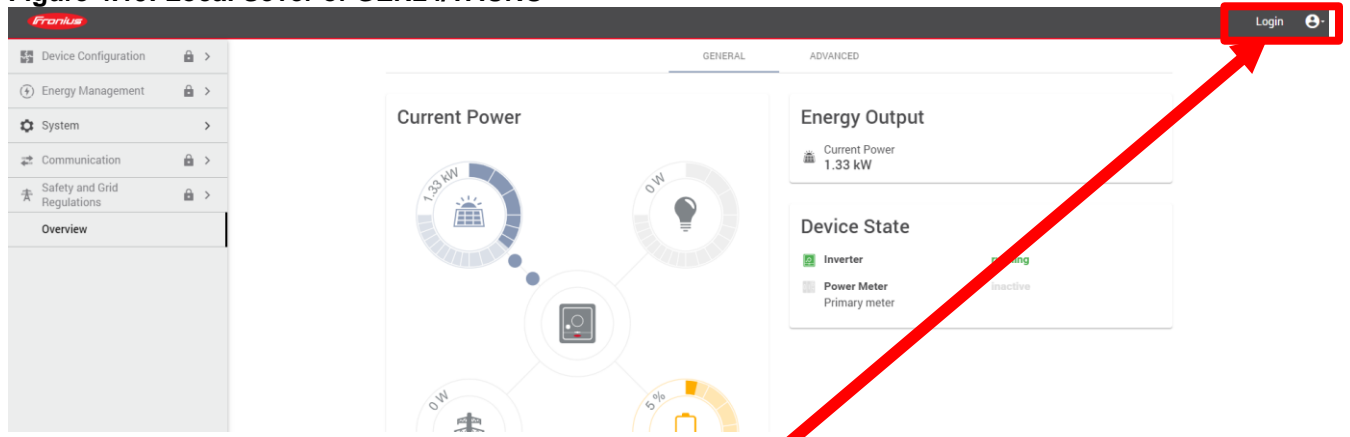 Fronius
Login
Device Configuration
Energy Management
System
Communication
Safety and Grid
Regulations
Overview
GENERAL
ADVANCED
Current Power
1.33 kW
0 W
0 W
5 %
Energy Output
Current Power
1.33 kW
Device State
Inverter
Power Meter
inactive
Primary meter